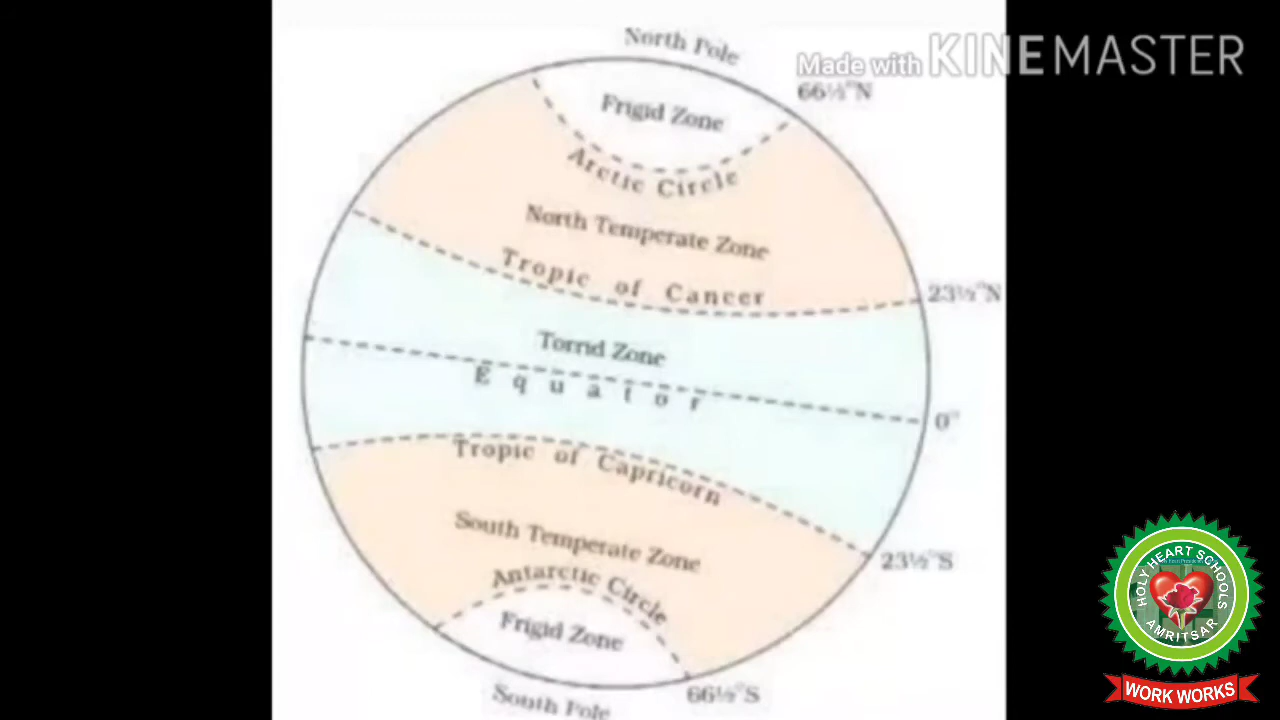 North Pole
Made with KINEMASTER
66½°N
Frigid Zone
Arctic Circle
North Temperate Zone
Tropic of Cancer
23½°N
Torrid Zone
Equator
0°
Tropic of Capricorn
South Temperate Zone
23½°S
Antarctic Circle
Frigid Zone
South Pole
66½°S
HOLY HEART SCHOOLS
AMRITSAR
WORK WORKS